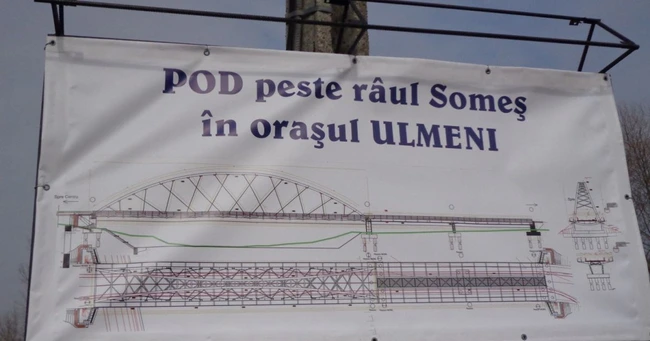 POD peste râul Someş
în oraşul ULMENI